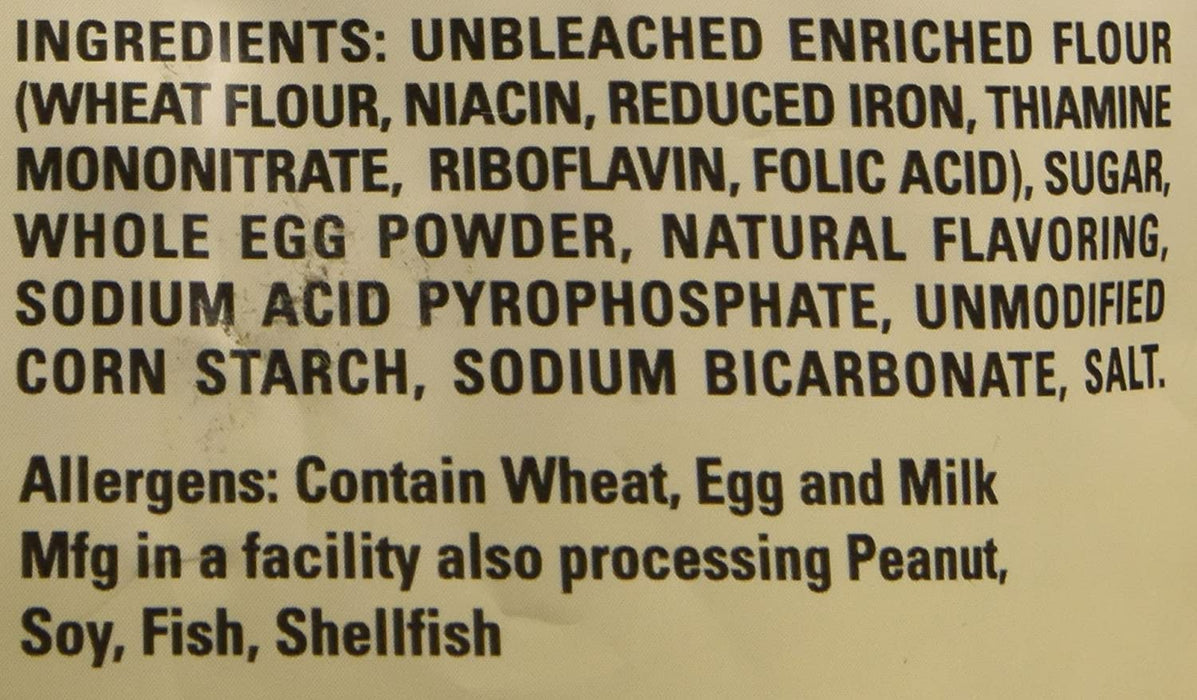 INGREDIENTS: UNBLEACHED ENRICHED FLOUR
(WHEAT FLOUR, NIACIN, REDUCED IRON, THIAMINE
MONONITRATE, RIBOFLAVIN, FOLIC ACID), SUGAR,
WHOLE EGG POWDER, NATURAL FLAVORING,
SODIUM ACID PYROPHOSPHATE, UNMODIFIED
CORN STARCH, SODIUM BICARBONATE, SALT.
Allergens: Contain Wheat, Egg and Milk
Mfg in a facility also processing Peanut,
Soy, Fish, Shellfish